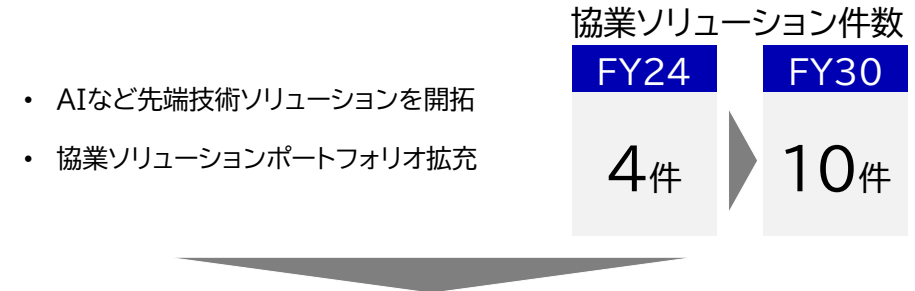 協業ソリューション件数
FY24 FY30
• AIなど先端技術ソリューションを開拓
• 協業ソリューションポートフォリオ拡充
4件 10件